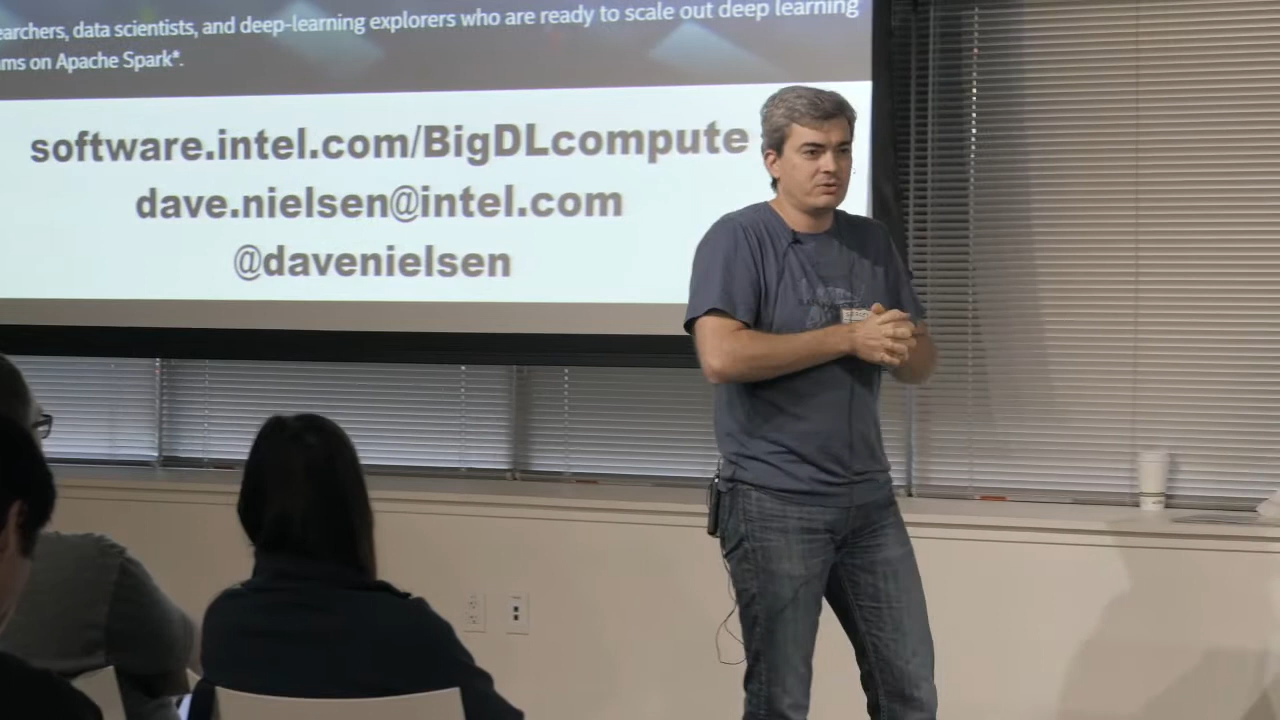 earchers, data scientists, and deep-learning explorers who are ready to scale out deep learning
ms on Apache Spark*.
software.intel.com/BigDLcompute
dave.nielsen@intel.com
@davenielsen